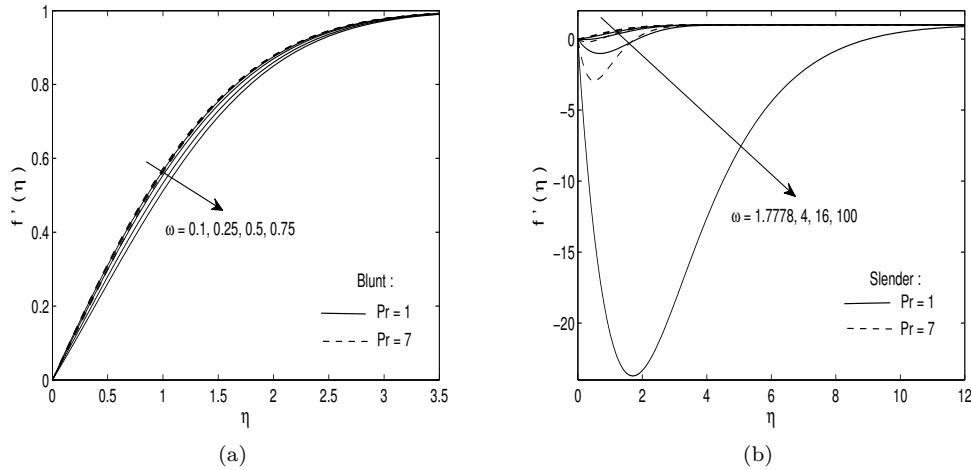 1
0.8
0.6
0.4
0.2
0
f ' ( η )
ω = 0.1, 0.25, 0.5, 0.75
Blunt :
Pr = 1
Pr = 7
0 0.5 1 1.5 2 2.5 3 3.5
η
(a)
0
−5
−10
−15
−20
f ' ( η )
ω = 1.7778, 4, 16, 100
Slender :
Pr = 1
Pr = 7
0 2 4 6 8 10 12
η
(b)